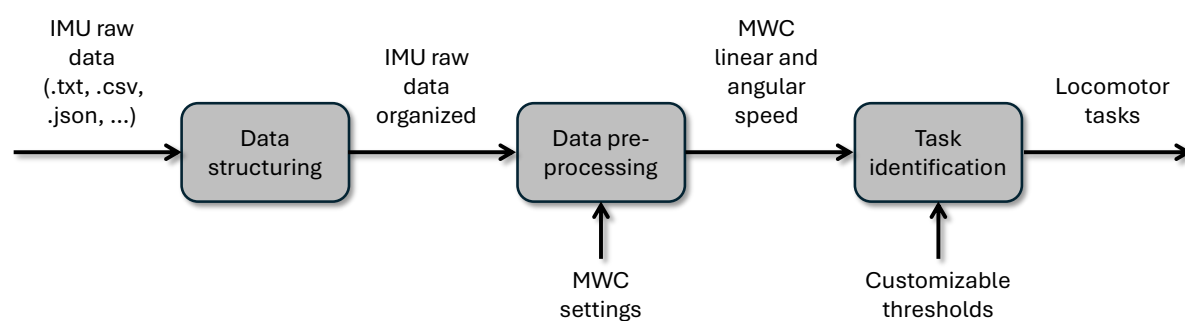 IMU raw
data
(.txt, .csv,
.json, ...)
Data
structuring
IMU raw
data
organized
Data pre-
processing
MWC
settings
MWC
linear and
angular
speed
Task
identification
Customizable
thresholds
Locomotor
tasks